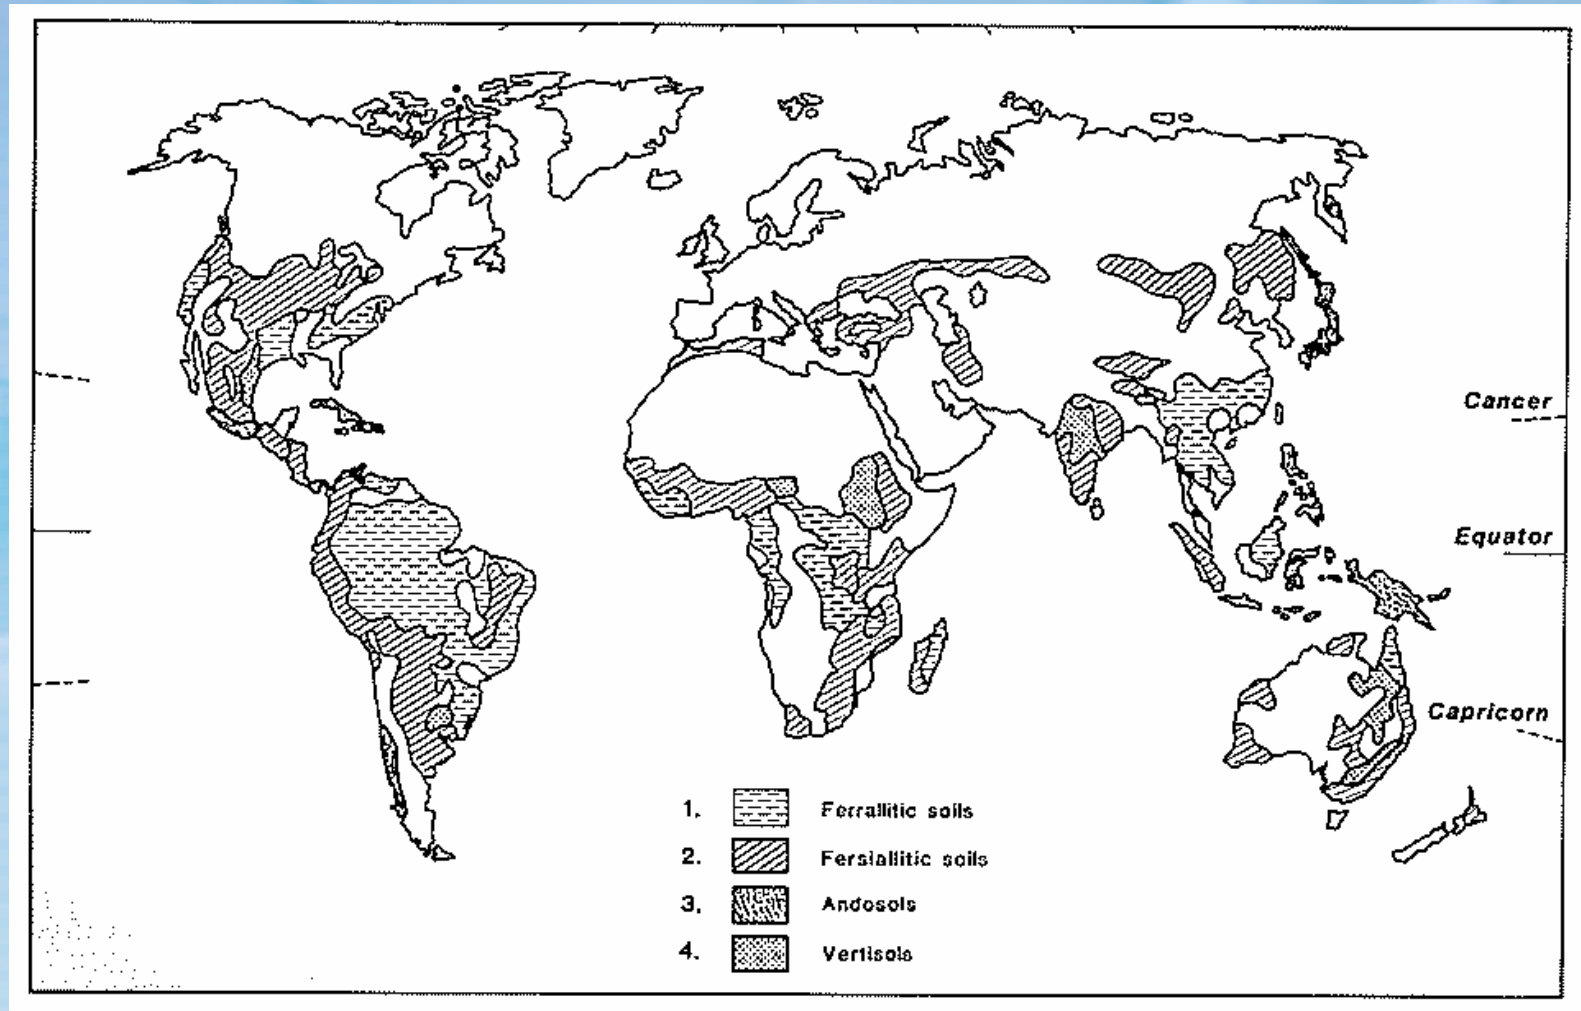 Cancer
Equator
Capricorn
1. Ferrallitic soils
2. Fersiallitic soils
3. Andosols
4. Vertisols